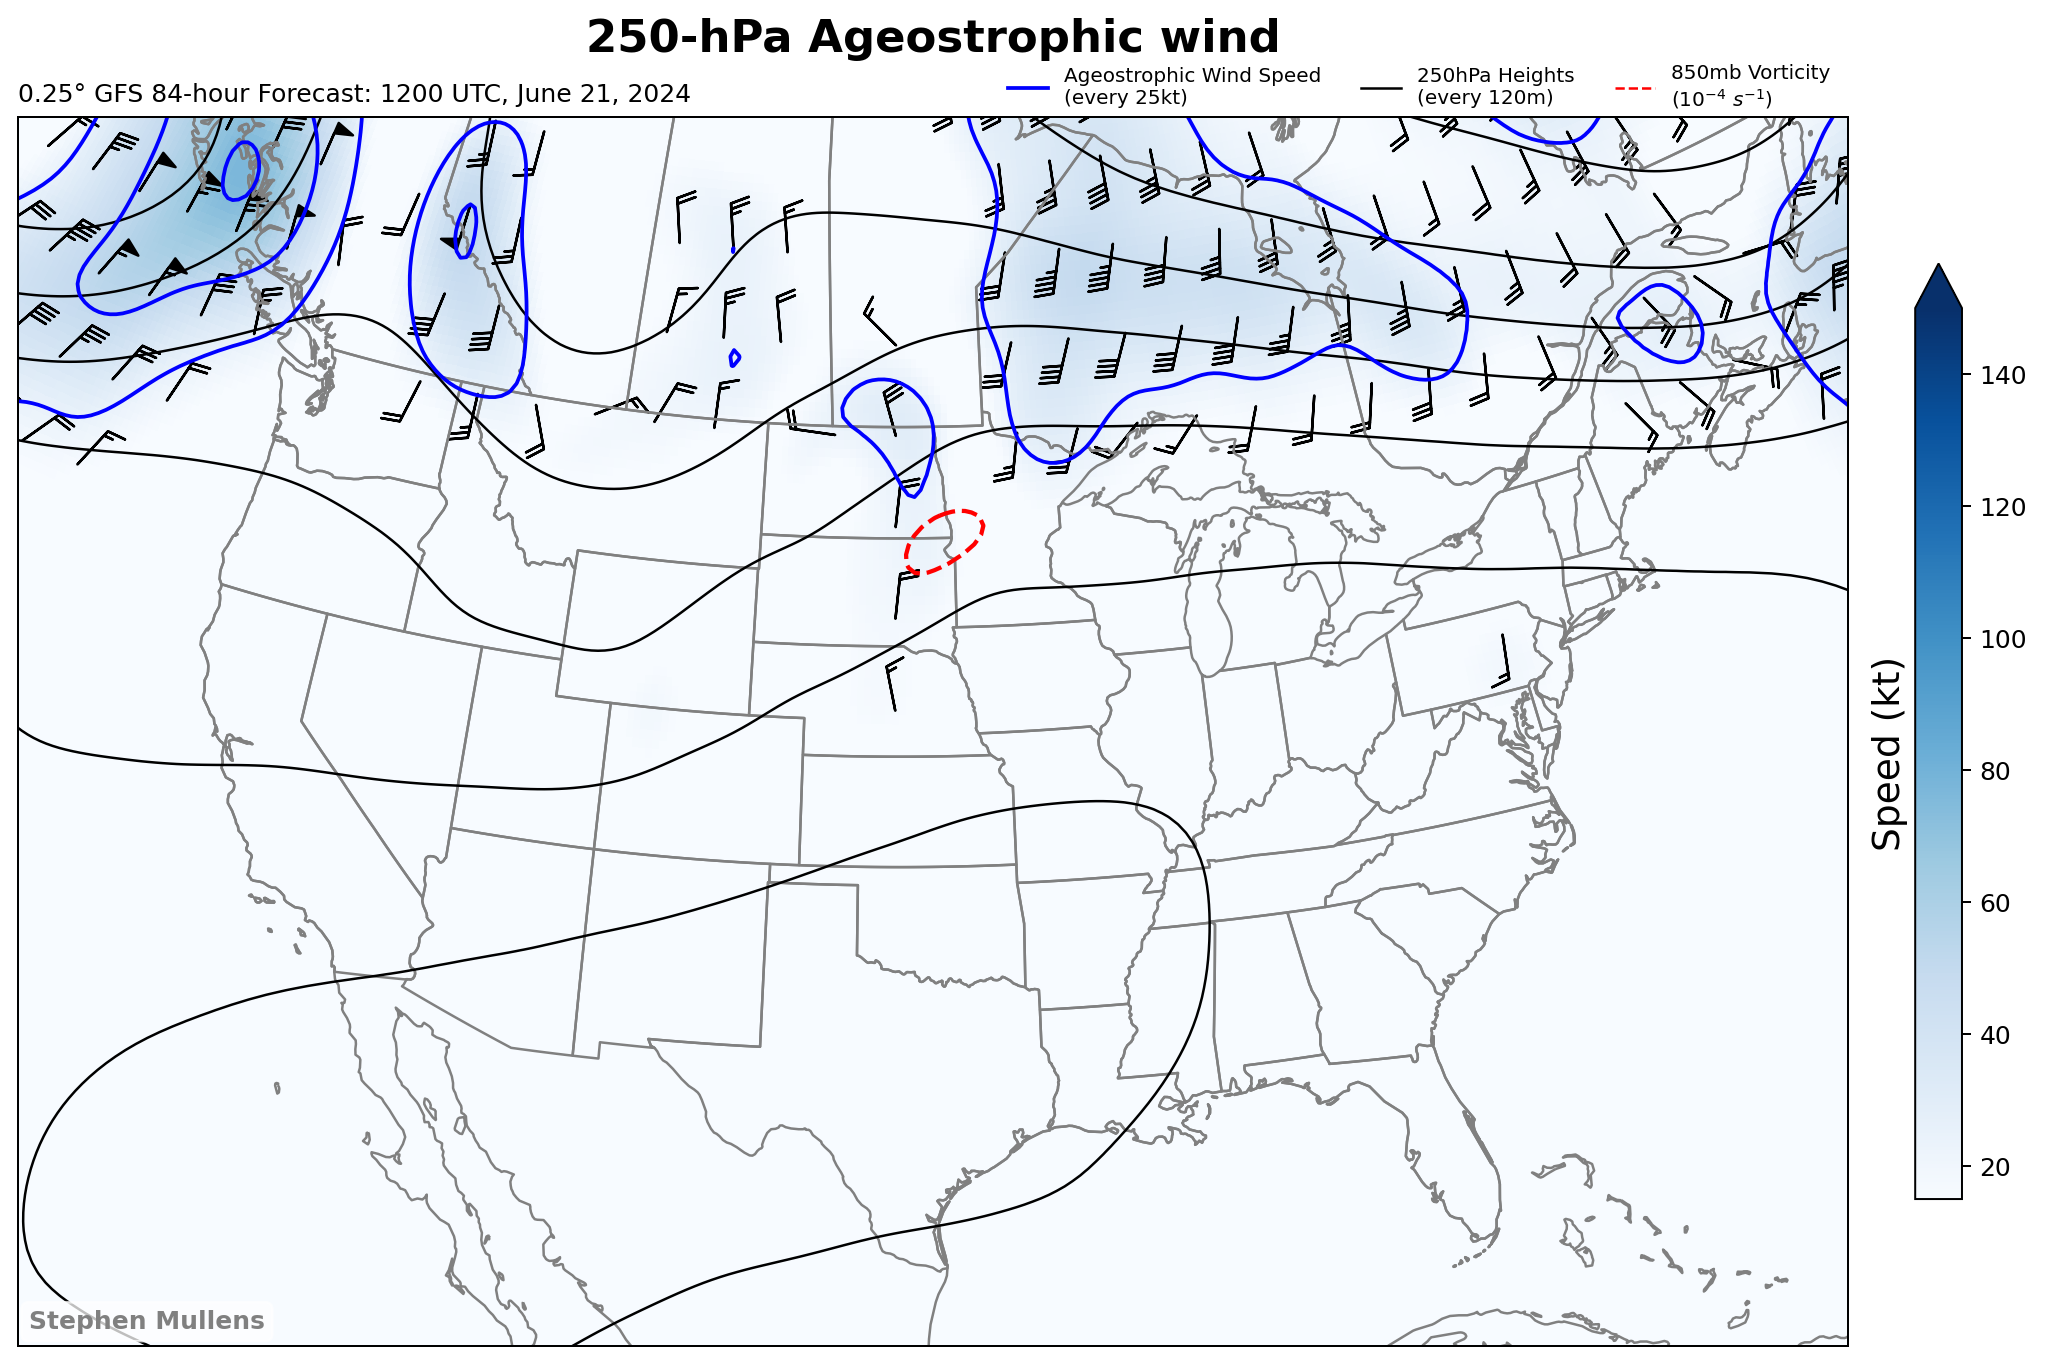 250-hPa Ageostrophic wind
0.25° GFS 84-hour Forecast: 1200 UTC, June 21, 2024
Ageostrophic Wind Speed
(every 25kt)
250hPa Heights
(every 120m)
850mb Vorticity
(10⁻⁴ s⁻¹)
140
120
100
80
60
40
20
Speed (kt)
Stephen Mullens